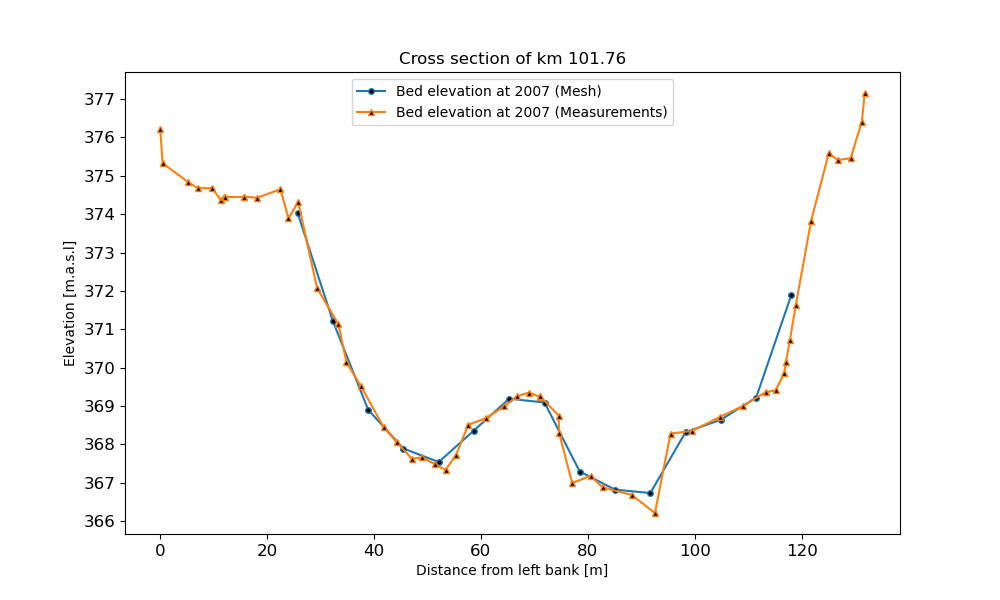 Cross section of km 101.76
Bed elevation at 2007 (Mesh)
Bed elevation at 2007 (Measurements)
Elevation [m.a.s.l]
377
376
375
374
373
372
371
370
369
368
367
366
0 20 40 60 80 100 120
Distance from left bank [m]